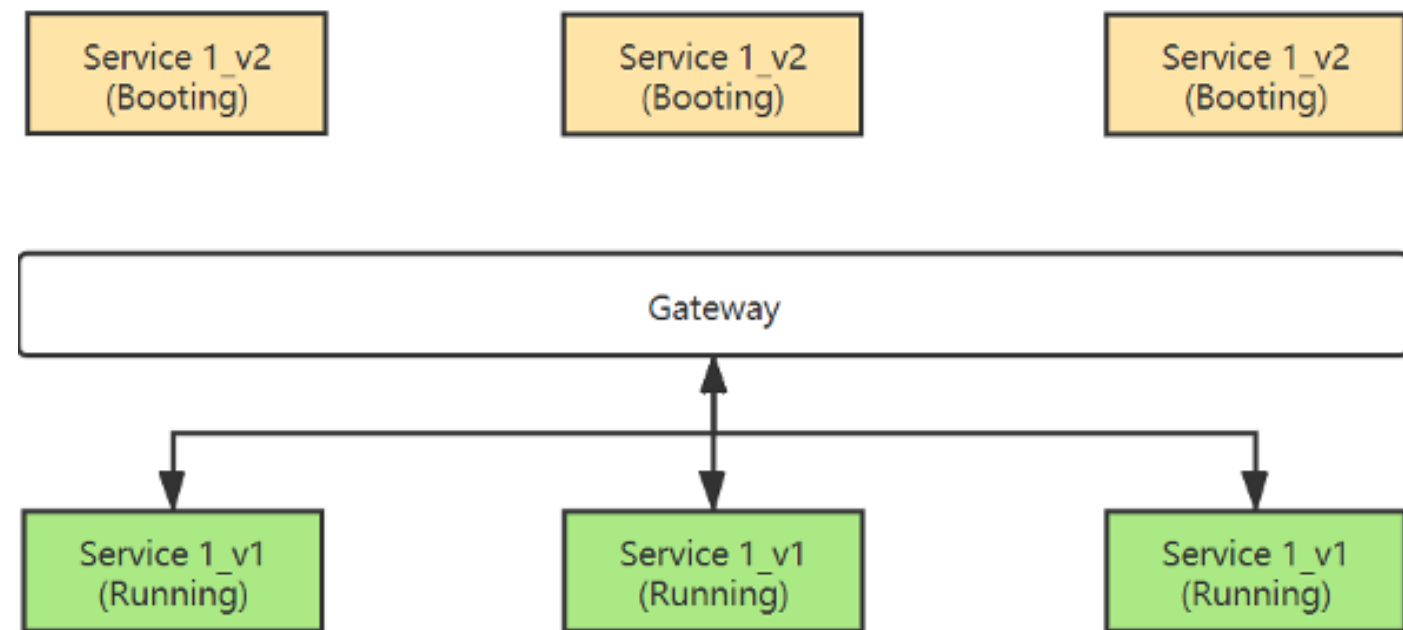 Service 1_v2
(Booting)
Service 1_v2
(Booting)
Service 1_v2
(Booting)
Gateway
Service 1_v1
(Running)
Service 1_v1
(Running)
Service 1_v1
(Running)